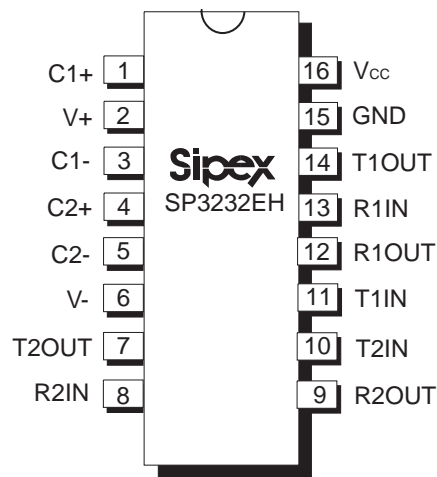 C1+ 1 16 Vcc
V+ 2 15 GND
C1- 3 Sipex 14 T1OUT
C2+ 4 SP3232EH 13 R1IN
C2- 5 12 R1OUT
V- 6 11 T1IN
T2OUT 7 10 T2IN
R2IN 8 9 R2OUT